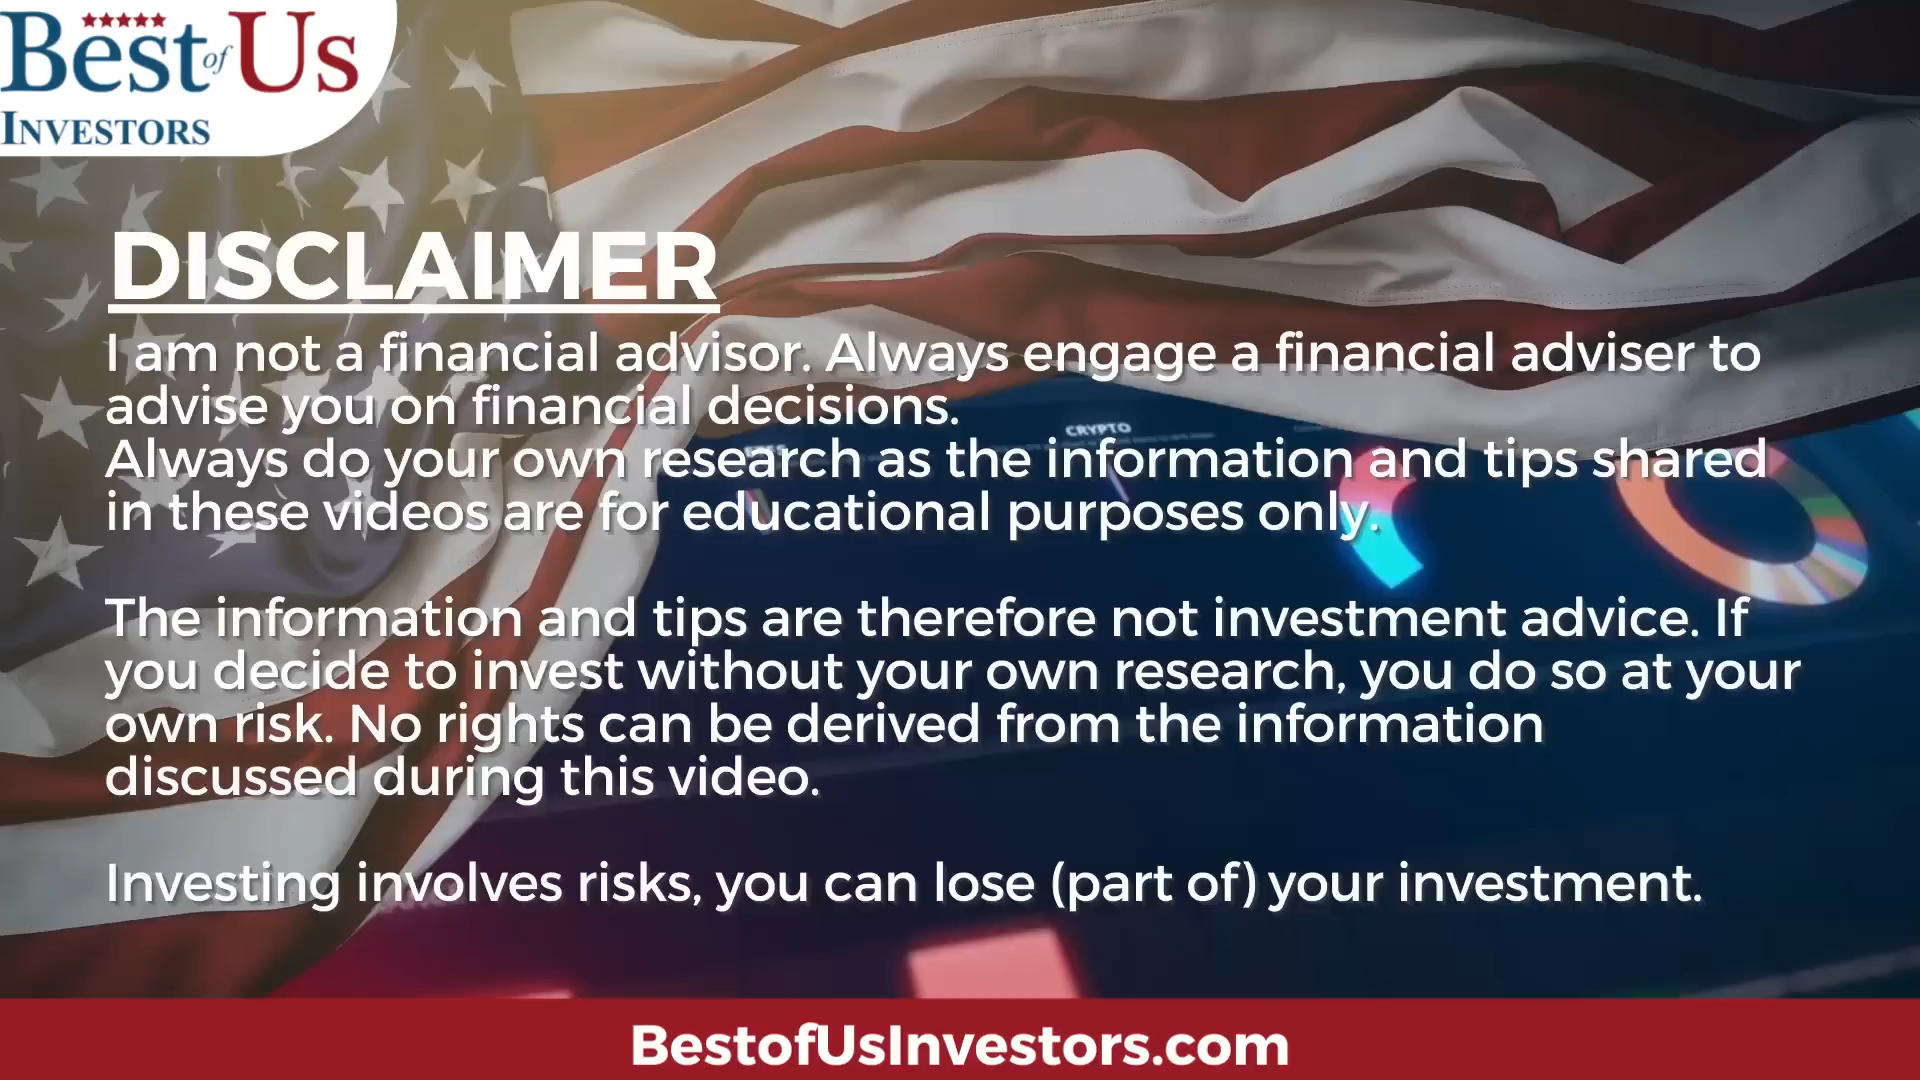 Best of Us
INVESTORS
DISCLAIMER
I am not a financial advisor. Always engage a financial adviser to
advise you on financial decisions.
CRYPTO
Always do your own research as the information and tips shared
in these videos are for educational purposes only.
The information and tips are therefore not investment advice. If
you decide to invest without your own research, you do so at your
own risk. No rights can be derived from the information
discussed during this video.
Investing involves risks, you can lose (part of) your investment.
BestofUsInvestors.com